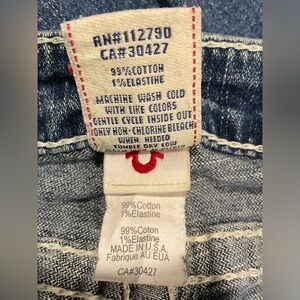 RN#112790
CA#30427
99%COTTON
1%ELASTINE
MACHINE WASH COLD
WITH LIKE COLORS
GENTLE CYCLE INSIDE OUT
ONLY NON-CHLORINE BLEACH
WHEN NEEDED
TUMBLE DRY LOW
98%Cotton
1%Elastine
99%Coton
1%Elastine
MADE IN U.S.A.
Fabrique AU EUA
CA#30427